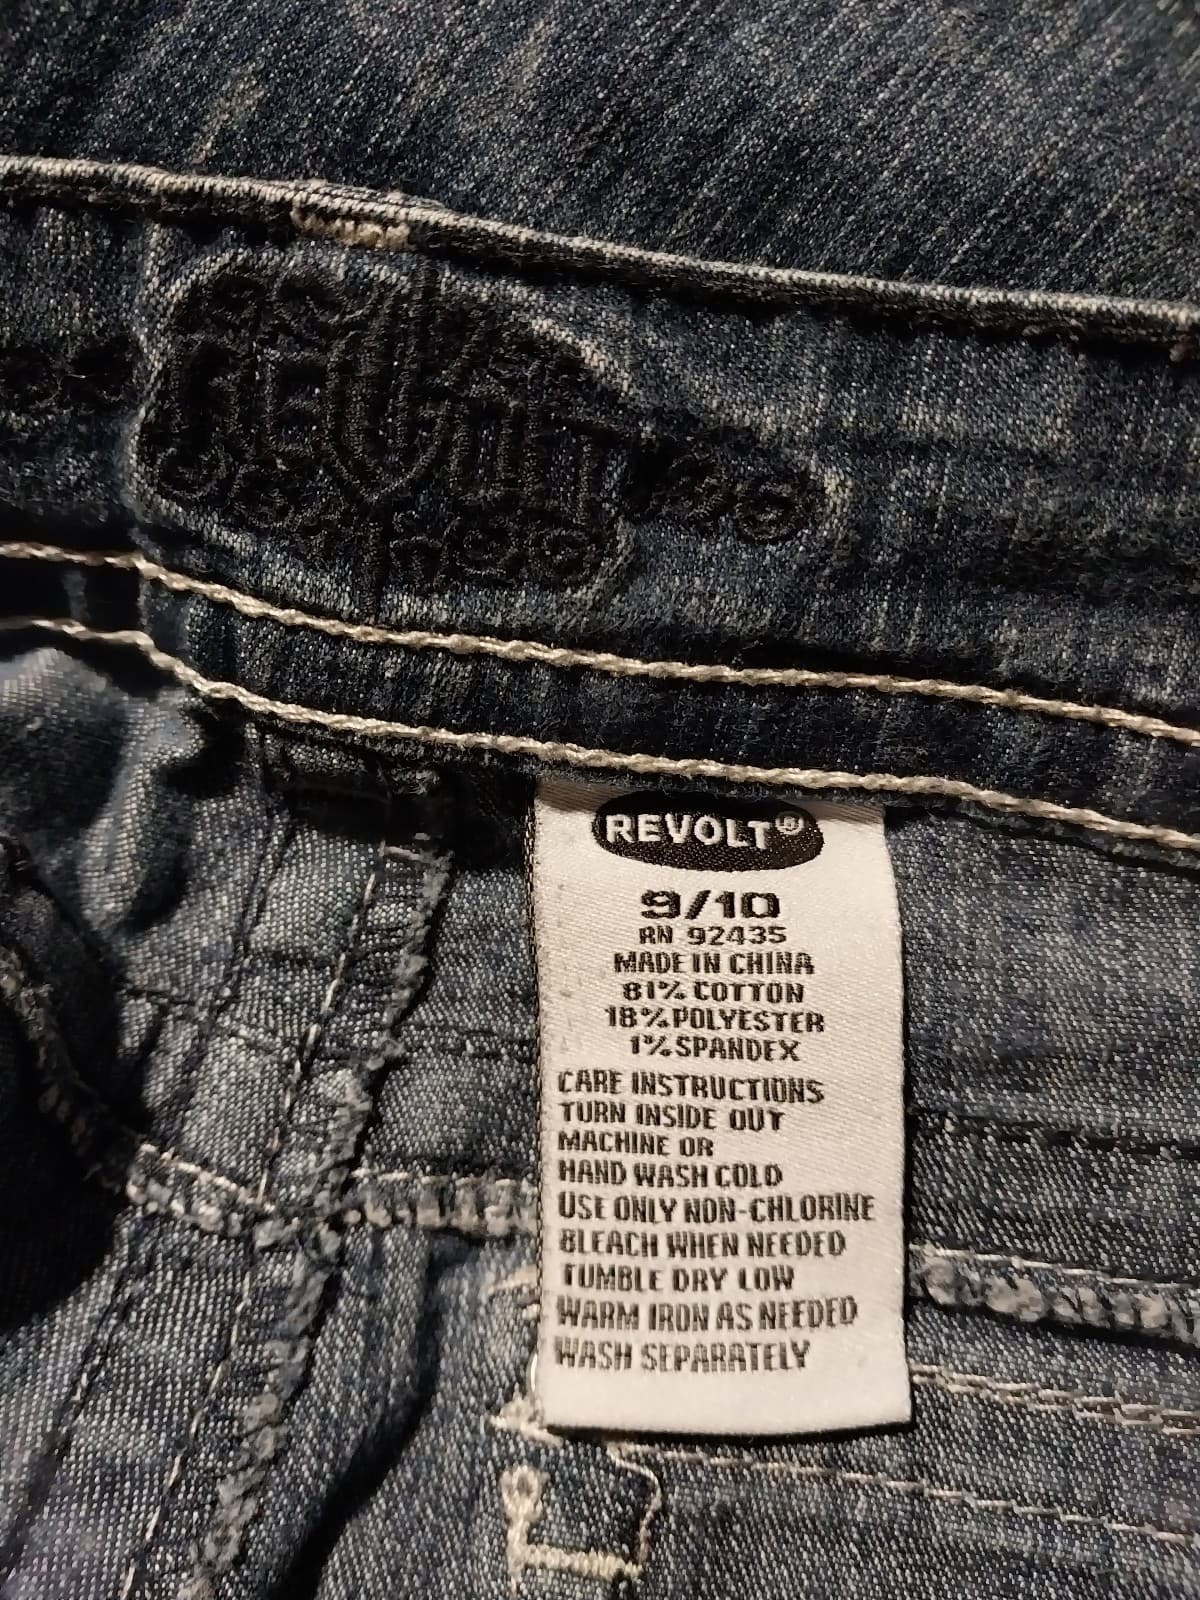 REVOLT
REVOLT®
9/10
RN 92435
MADE IN CHINA
81% COTTON
18% POLYESTER
1% SPANDEX
CARE INSTRUCTIONS
TURN INSIDE OUT
MACHINE OR
HAND WASH COLD
USE ONLY NON-CHLORINE
BLEACH WHEN NEEDED
TUMBLE DRY LOW
WARM IRON AS NEEDED
WASH SEPARATELY